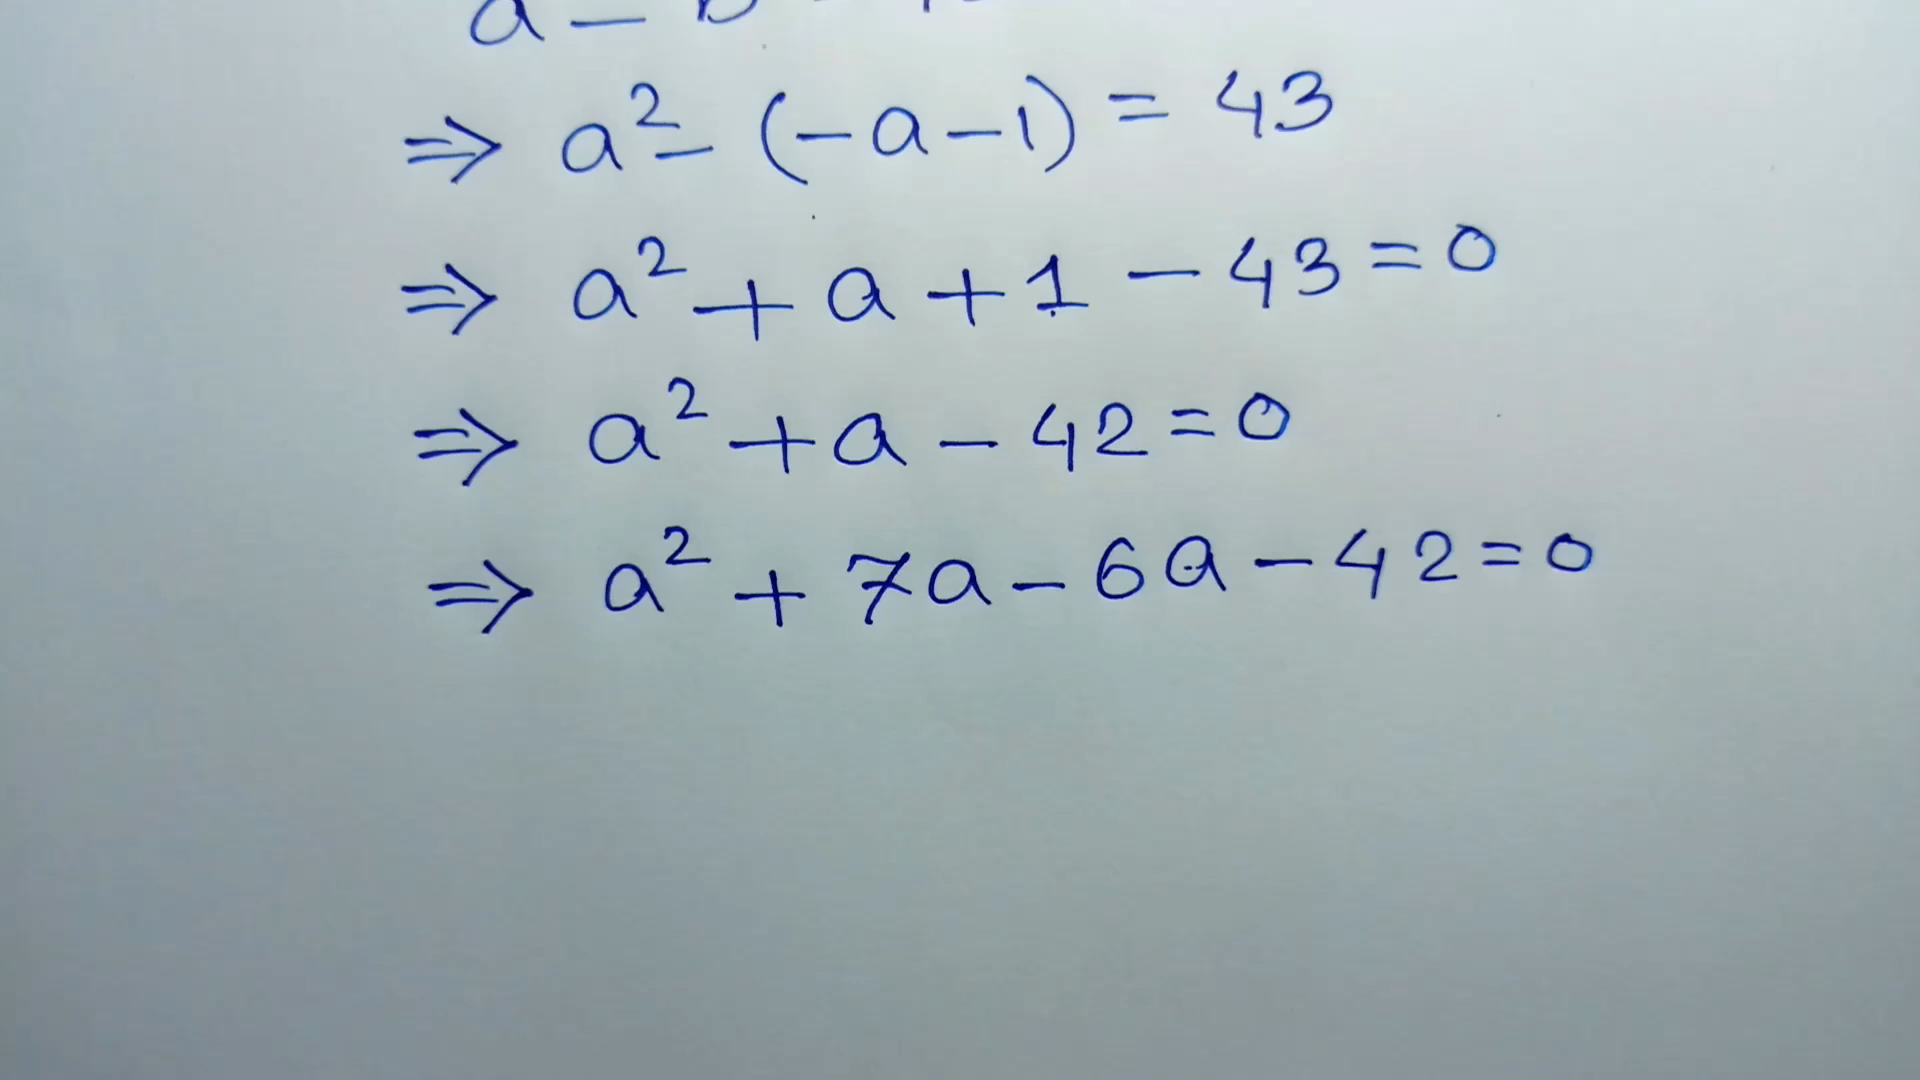 ⇒ a² - (-a-1) = 43
⇒ a² + a + 1 - 43 = 0
⇒ a² + a - 42 = 0
⇒ a² + 7a - 6a - 42 = 0